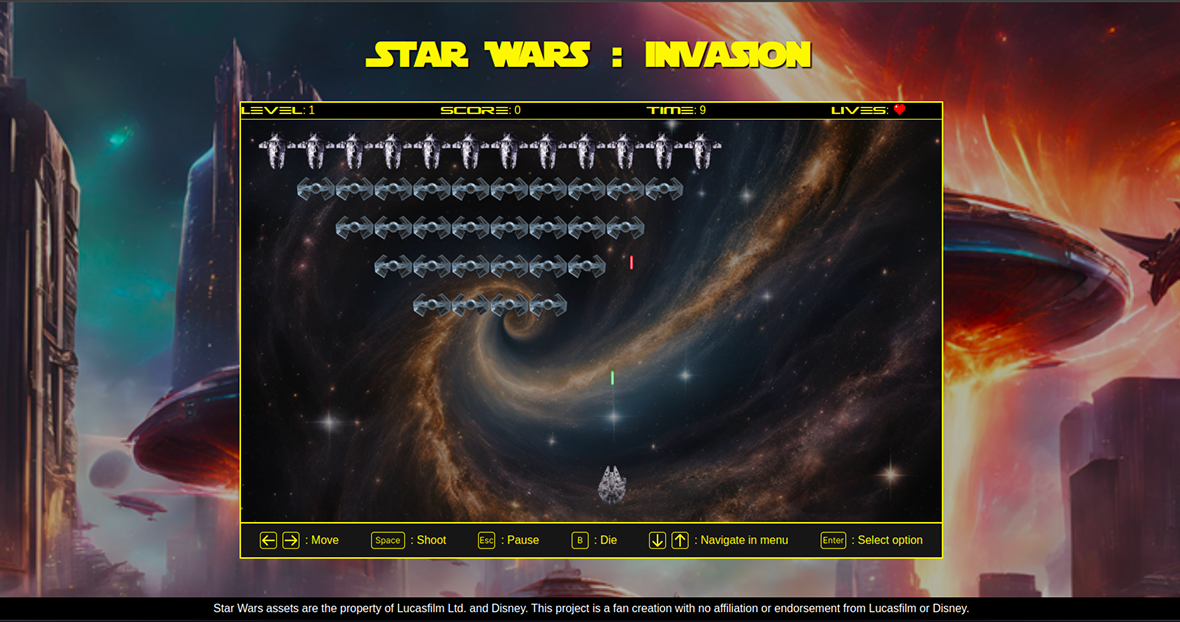 STAR WARS : INVASION
LEVEL: 1 SCORE: 0 TIME: 9 LIVES:
: Move Space : Shoot Esc : Pause B : Die : Navigate in menu Enter : Select option
Star Wars assets are the property of Lucasfilm Ltd. and Disney. This project is a fan creation with no affiliation or endorsement from Lucasfilm or Disney.